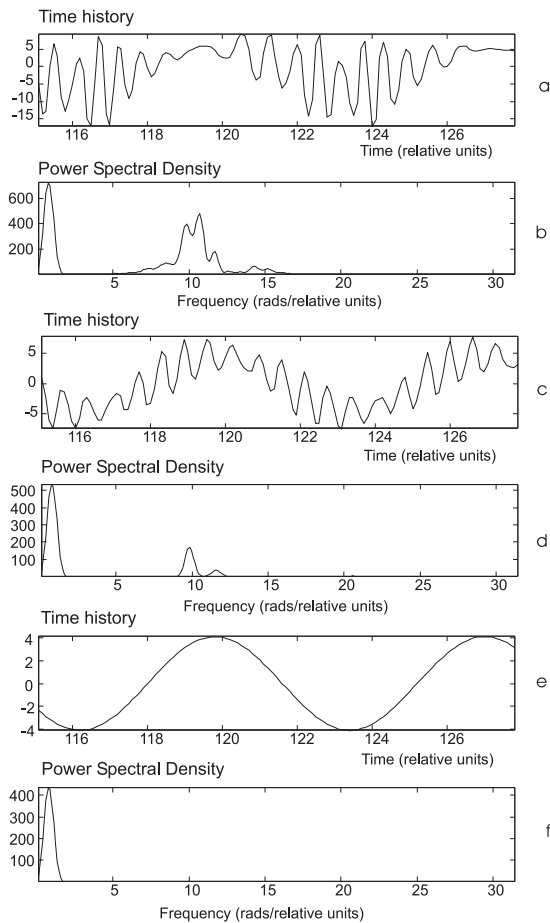 Time history
5
0
-5
-10
-15
116 118 120 122 124 126
Time (relative units)
a
Power Spectral Density
600
400
200
5 10 15 20 25 30
Frequency (rads/relative units)
b
Time history
5
0
-5
116 118 120 122 124 126
Time (relative units)
c
Power Spectral Density
500
400
300
200
100
5 10 15 20 25 30
Frequency (rads/relative units)
d
Time history
4
2
0
-2
-4
116 118 120 122 124 126
Time (relative units)
e
Power Spectral Density
400
300
200
100
5 10 15 20 25 30
Frequency (rads/relative units)
f